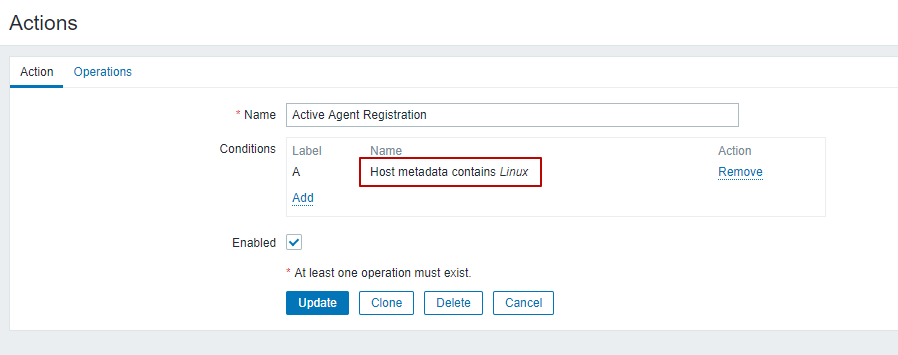 Actions
Action Operations
* Name Active Agent Registration
Conditions Label Name Action
A Host metadata contains Linux Remove
Add
Enabled
* At least one operation must exist.
Update Clone Delete Cancel